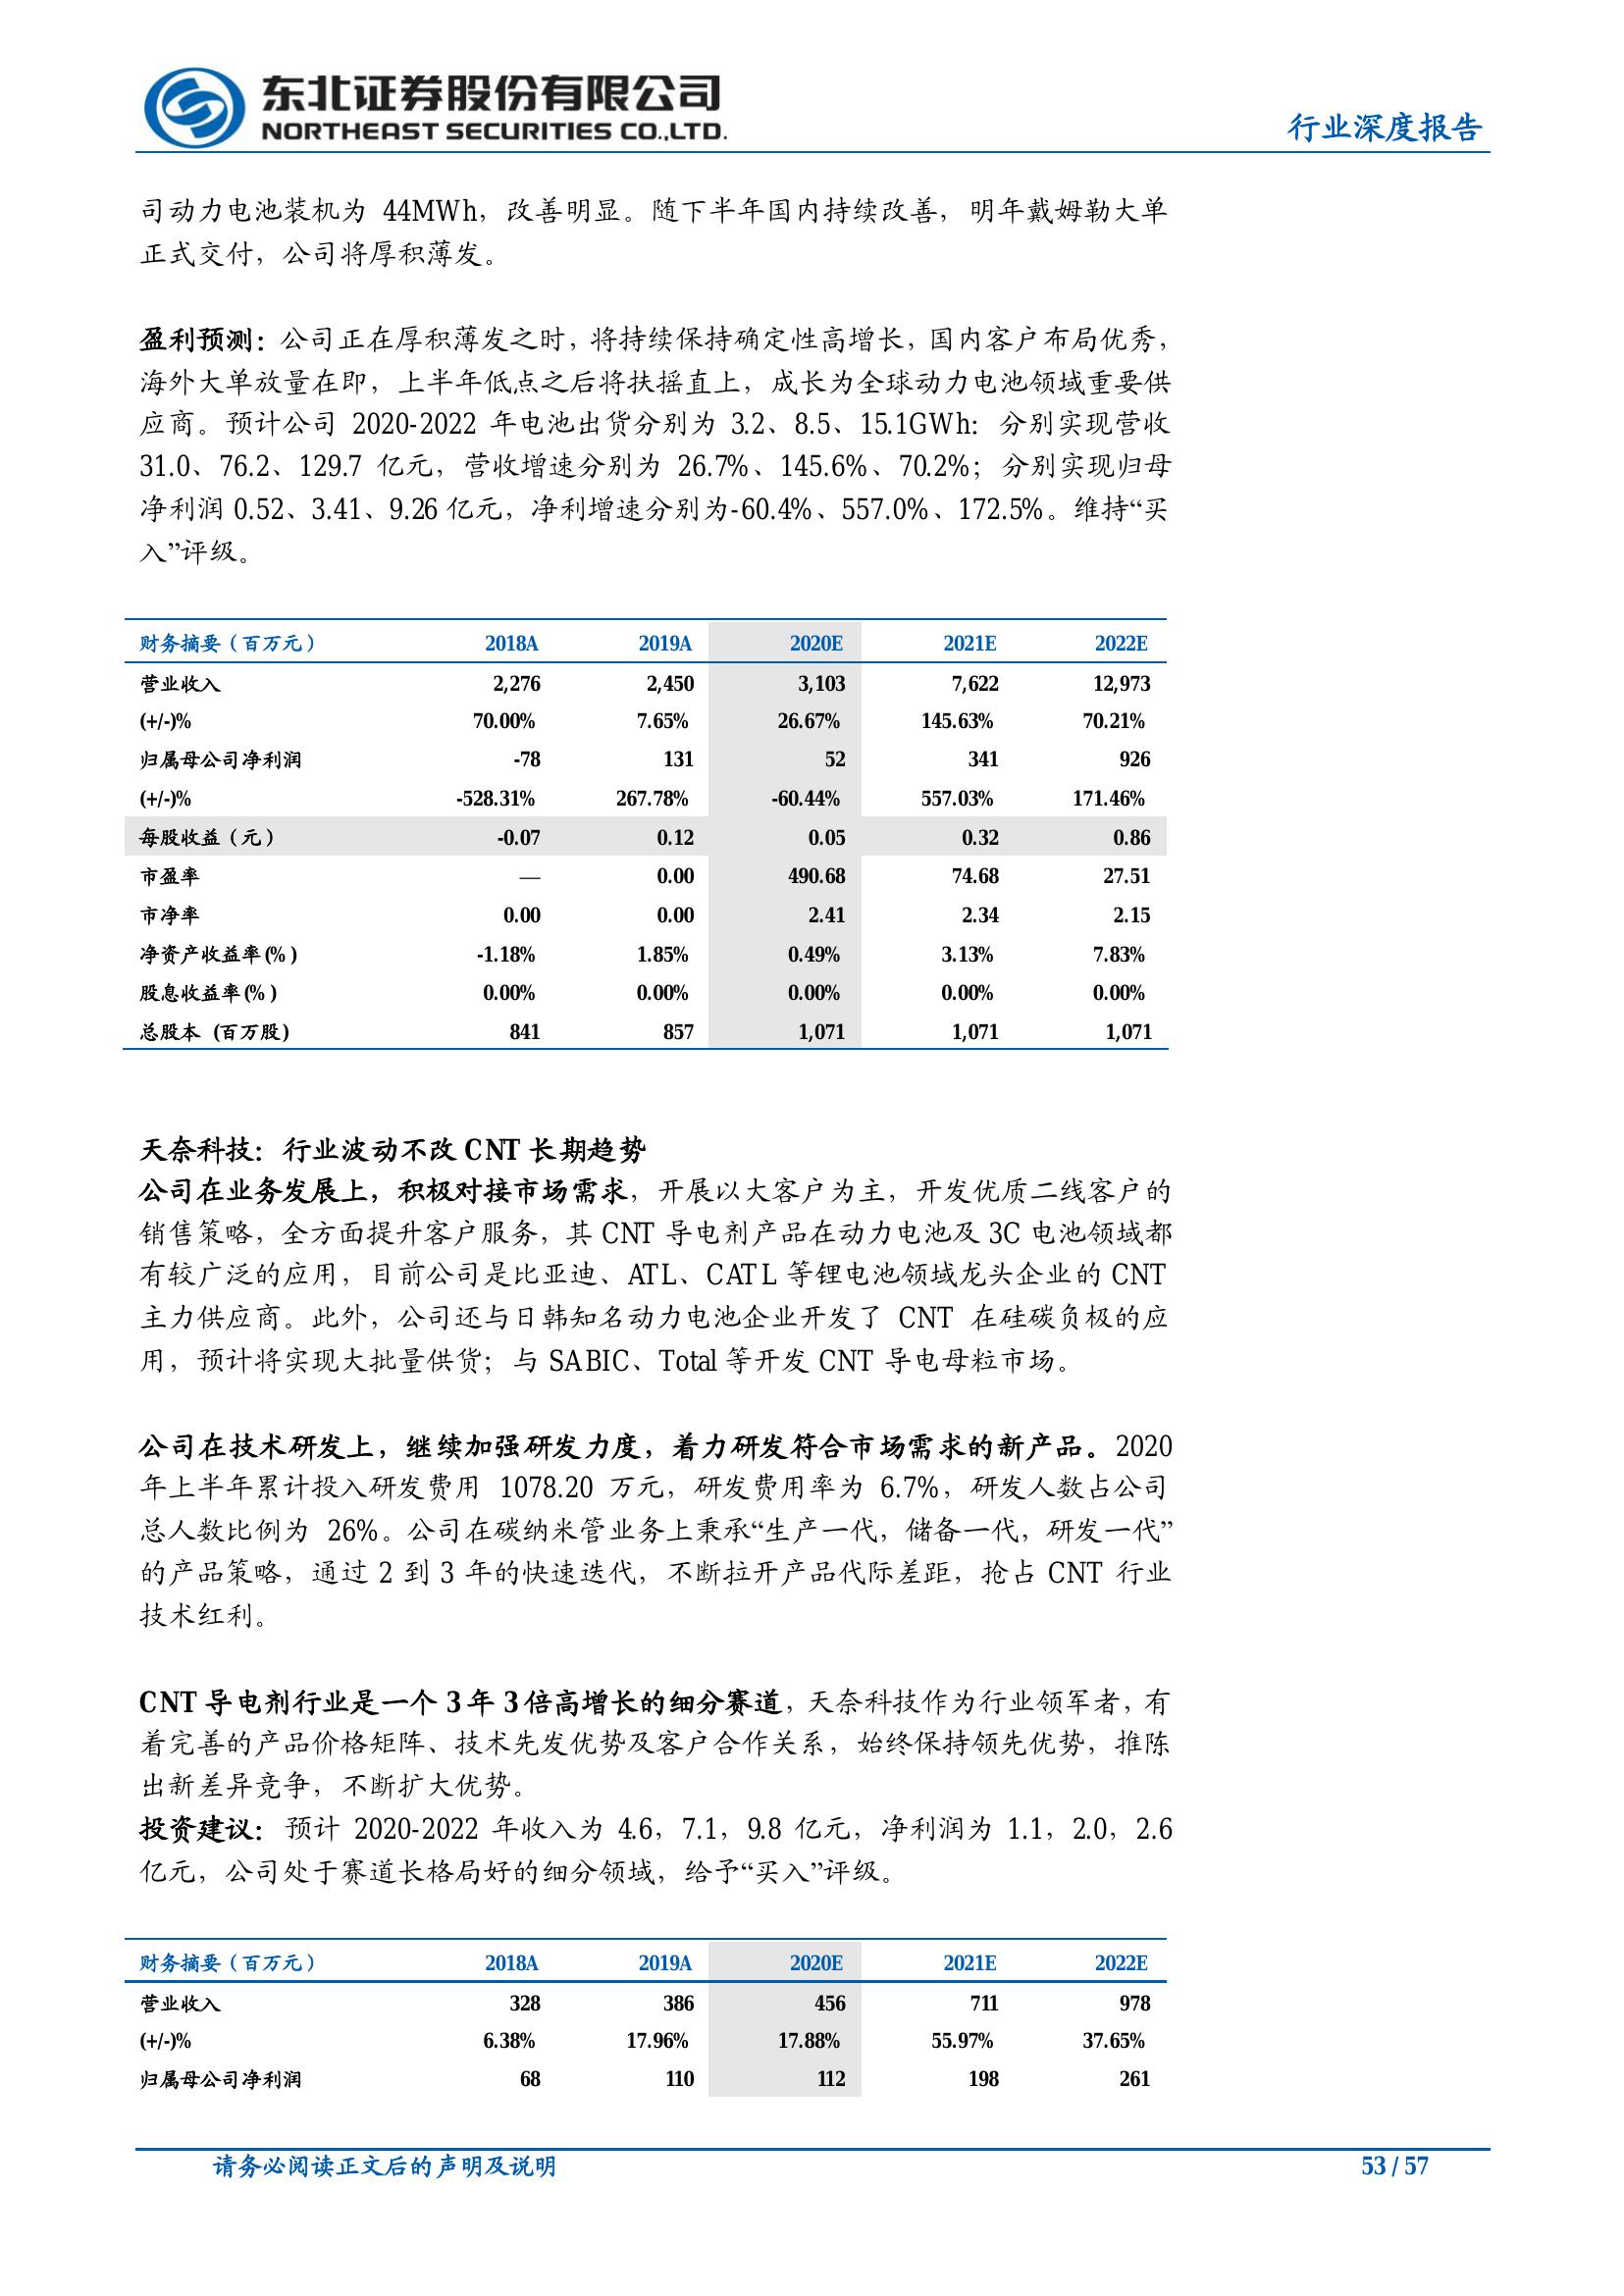 东北证券股份有限公司
NORTHEAST SECURITIES CO.,LTD.
行业深度报告
司动力电池装机为 44MWh，改善明显。随下半年国内持续改善，明年戴姆勒大单
正式交付，公司将厚积薄发。
盈利预测：公司正在厚积薄发之时，将持续保持确定性高增长，国内客户布局优秀，
海外大单放量在即，上半年低点之后将扶摇直上，成长为全球动力电池领域重要供
应商。预计公司 2020-2022 年电池出货分别为 3.2、8.5、15.1GWh：分别实现营收
31.0、76.2、129.7 亿元，营收增速分别为 26.7%、145.6%、70.2%；分别实现归母
净利润 0.52、3.41、9.26 亿元，净利增速分别为-60.4%、557.0%、172.5%。维持“买
入”评级。
财务摘要（百万元） 2018A 2019A 2020E 2021E 2022E
营业收入 2,276 2,450 3,103 7,622 12,973
(+/-)% 70.00% 7.65% 26.67% 145.63% 70.21%
归属母公司净利润 -78 131 52 341 926
(+/-)% -528.31% 267.78% -60.44% 557.03% 171.46%
每股收益（元） -0.07 0.12 0.05 0.32 0.86
市盈率 — 0.00 490.68 74.68 27.51
市净率 0.00 0.00 2.41 2.34 2.15
净资产收益率(%) -1.18% 1.85% 0.49% 3.13% 7.83%
股息收益率(%) 0.00% 0.00% 0.00% 0.00% 0.00%
总股本 (百万股) 841 857 1,071 1,071 1,071
天奈科技：行业波动不改 CNT 长期趋势
公司在业务发展上，积极对接市场需求，开展以大客户为主，开发优质二线客户的
销售策略，全方面提升客户服务，其 CNT 导电剂产品在动力电池及 3C 电池领域都
有较广泛的应用，目前公司是比亚迪、ATL、CATL 等锂电池领域龙头企业的 CNT
主力供应商。此外，公司还与日韩知名动力电池企业开发了 CNT 在硅碳负极的应
用，预计将实现大批量供货；与 SABIC、Total 等开发 CNT 导电母粒市场。
公司在技术研发上，继续加强研发力度，着力研发符合市场需求的新产品。2020
年上半年累计投入研发费用 1078.20 万元，研发费用率为 6.7%，研发人数占公司
总人数比例为 26%。公司在碳纳米管业务上秉承“生产一代，储备一代，研发一代”
的产品策略，通过 2 到 3 年的快速迭代，不断拉开产品代际差距，抢占 CNT 行业
技术红利。
CNT 导电剂行业是一个 3 年 3 倍高增长的细分赛道，天奈科技作为行业领军者，有
着完善的产品价格矩阵、技术先发优势及客户合作关系，始终保持领先优势，推陈
出新差异竞争，不断扩大优势。
投资建议：预计 2020-2022 年收入为 4.6，7.1，9.8 亿元，净利润为 1.1，2.0，2.6
亿元，公司处于赛道长格局好的细分领域，给予“买入”评级。
财务摘要（百万元） 2018A 2019A 2020E 2021E 2022E
营业收入 328 386 456 711 978
(+/-)% 6.38% 17.96% 17.88% 55.97% 37.65%
归属母公司净利润 68 110 112 198 261
请务必阅读正文后的声明及说明 53 / 57